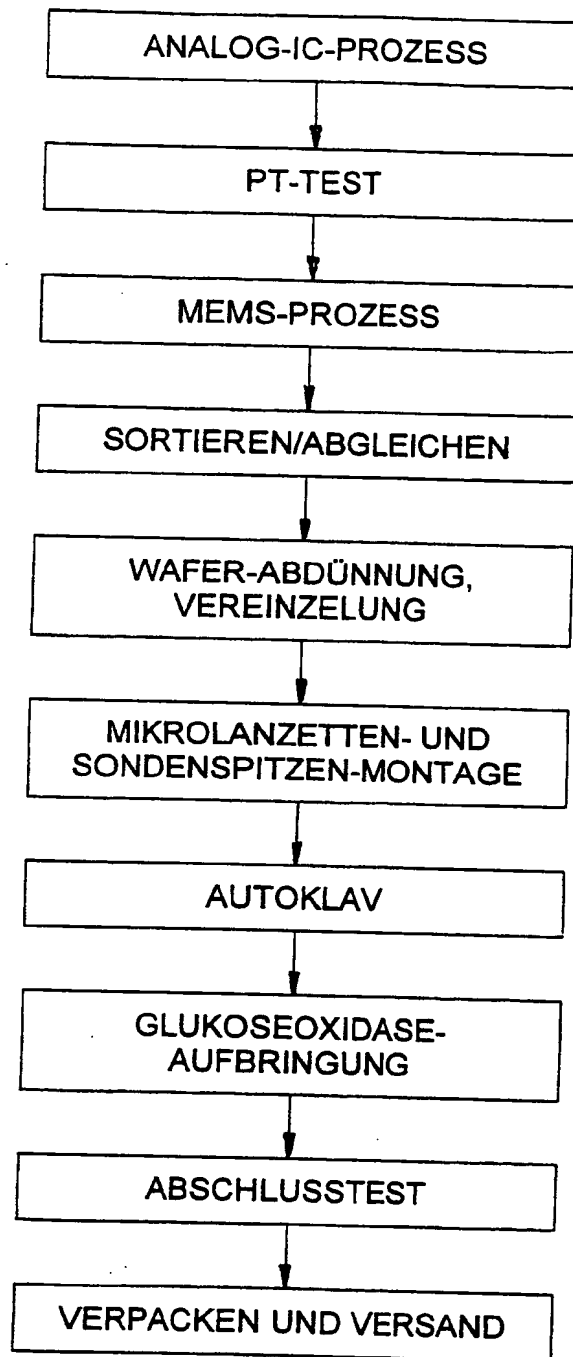 ANALOG-IC-PROZESS
PT-TEST
MEMS-PROZESS
SORTIEREN/ABGLEICHEN
WAFER-ABDÜNNUNG,
VEREINZELUNG
MIKROLANZETTEN- UND
SONDENSPITZEN-MONTAGE
AUTOKLAV
GLUKOSEOXIDASE-
AUFBRINGUNG
ABSCHLUSSTEST
VERPACKEN UND VERSAND